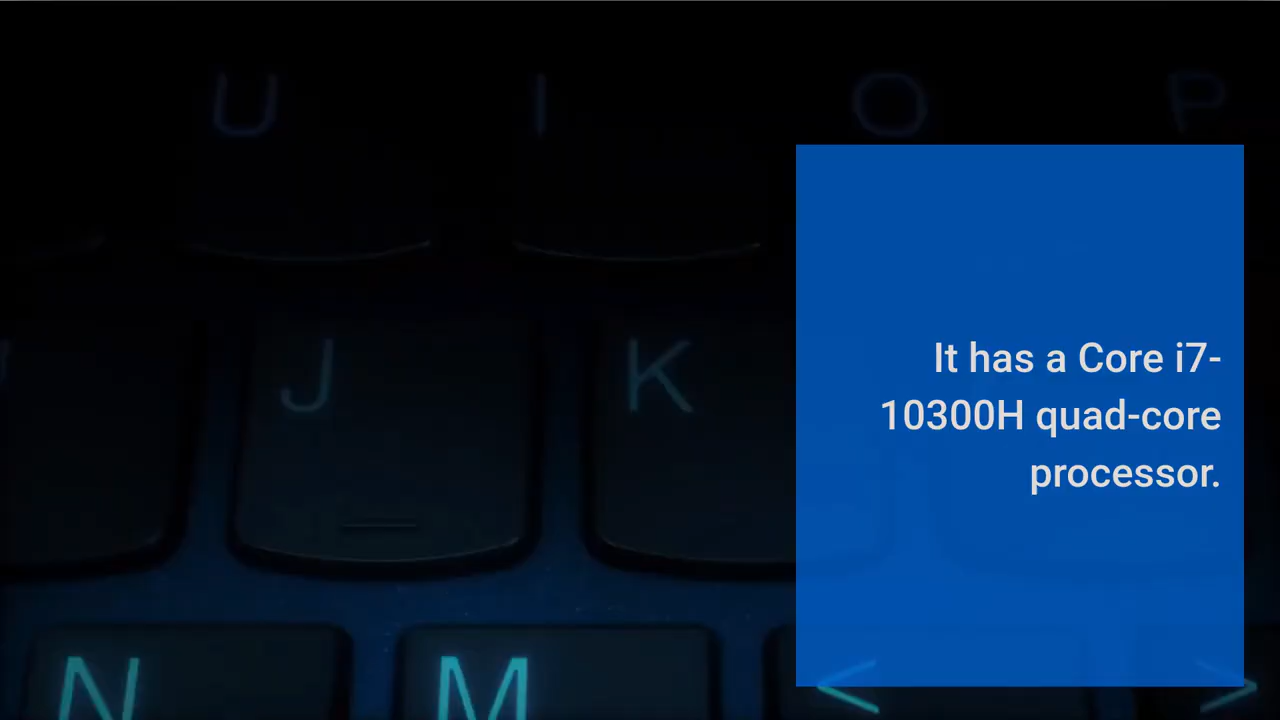 U I O P
It has a Core i7-
10300H quad-core
processor.
J K
N M < >